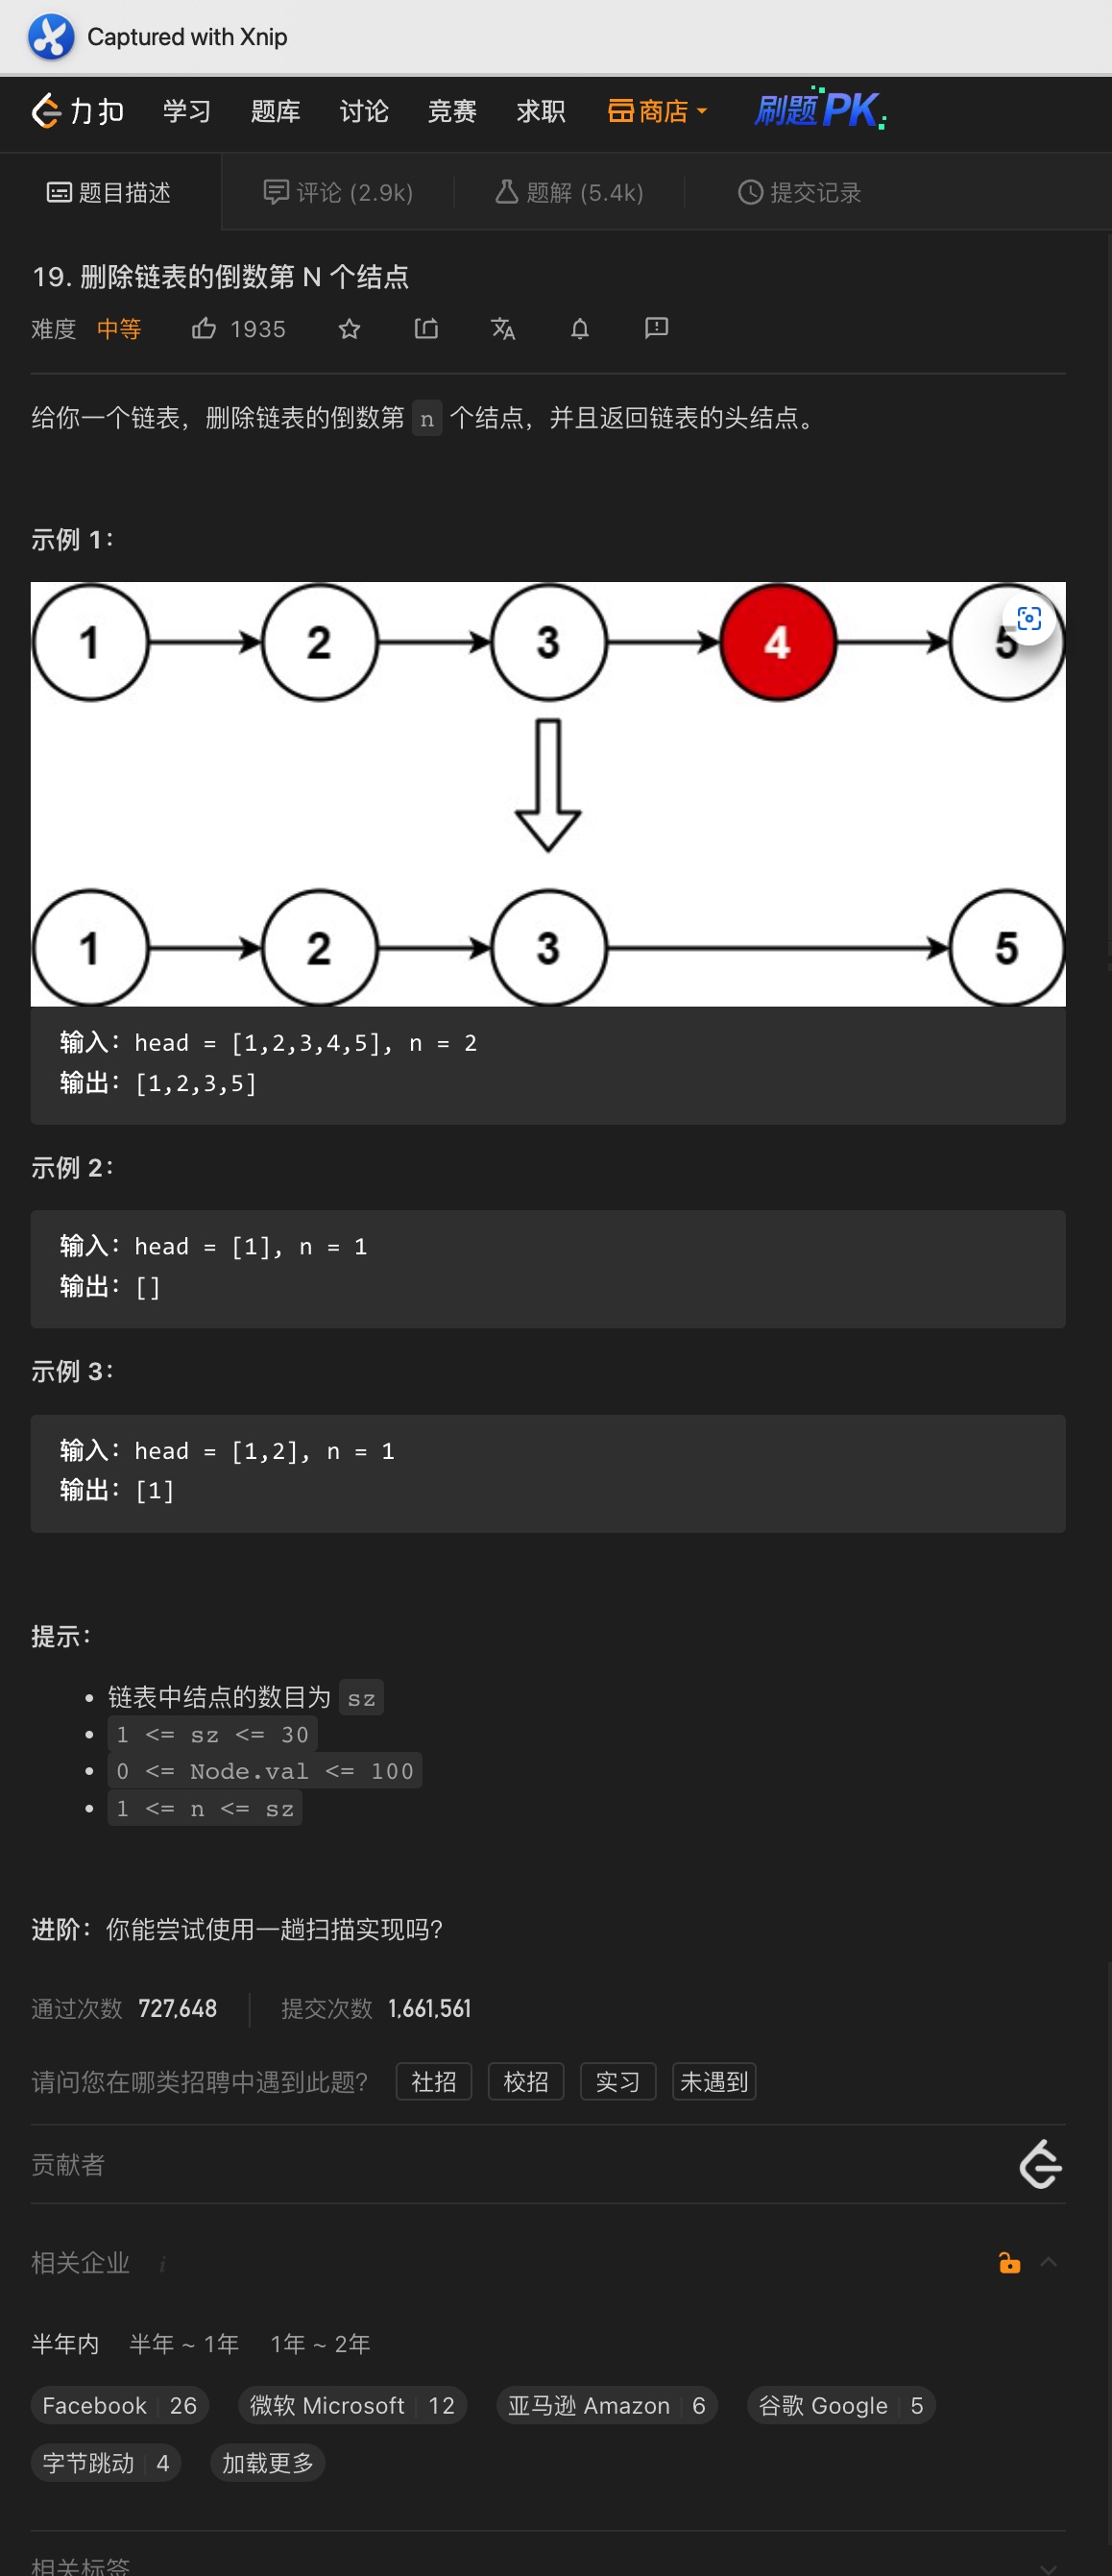 Captured with Xnip
力扣 学习 题库 讨论 竞赛 求职 商店 刷题PK
题目描述 评论 (2.9k) 题解 (5.4k) 提交记录
19. 删除链表的倒数第 N 个结点
难度 中等 1935
给你一个链表，删除链表的倒数第 n 个结点，并且返回链表的头结点。
示例 1：
1 2 3 4 5
1 2 3 5
输入：head = [1,2,3,4,5], n = 2
输出：[1,2,3,5]
示例 2：
输入：head = [1], n = 1
输出：[]
示例 3：
输入：head = [1,2], n = 1
输出：[1]
提示：
链表中结点的数目为 sz
1 <= sz <= 30
0 <= Node.val <= 100
1 <= n <= sz
进阶：你能尝试使用一趟扫描实现吗？
通过次数 727,648 提交次数 1,661,561
请问您在哪类招聘中遇到此题？ 社招 校招 实习 未遇到
贡献者
相关企业 i
半年内 半年 ~ 1年 1年 ~ 2年
Facebook 26 微软 Microsoft 12 亚马逊 Amazon 6 谷歌 Google 5
字节跳动 4 加载更多
相关标签